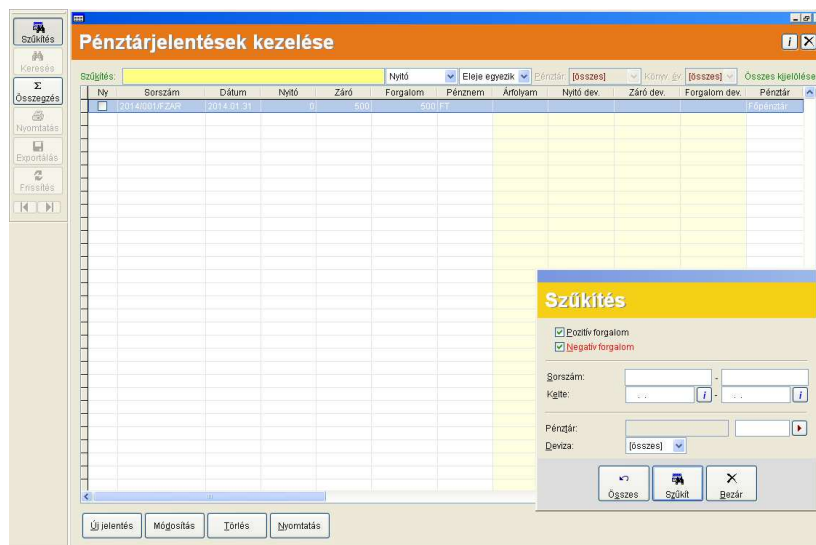 Szűkítés
Keresés
Σ
Összegzés
Nyomtatás
Exportálás
Frissítés
Pénztárjelentések kezelése
i X
Szűkítés: Nyitó Eleje egyezik Pénztár: [összes] Könyv. év [összes] Összes kijelölése
Ny Sorszám Dátum Nyitó Záró Forgalom Pénznem Árfolyam Nyitó dev. Záró dev. Forgalom dev. Pénztár
2014/001/FZÁR 2014.01.31 0 500 500 FT Főpénztár
Szűkítés
Pozitív forgalom
Negatív forgalom
Sorszám: -
Kelte: . . i - . . i
Pénztár:
Deviza: [összes]
Összes Szűkít Bezár
Új jelentés Módosítás Törlés Nyomtatás